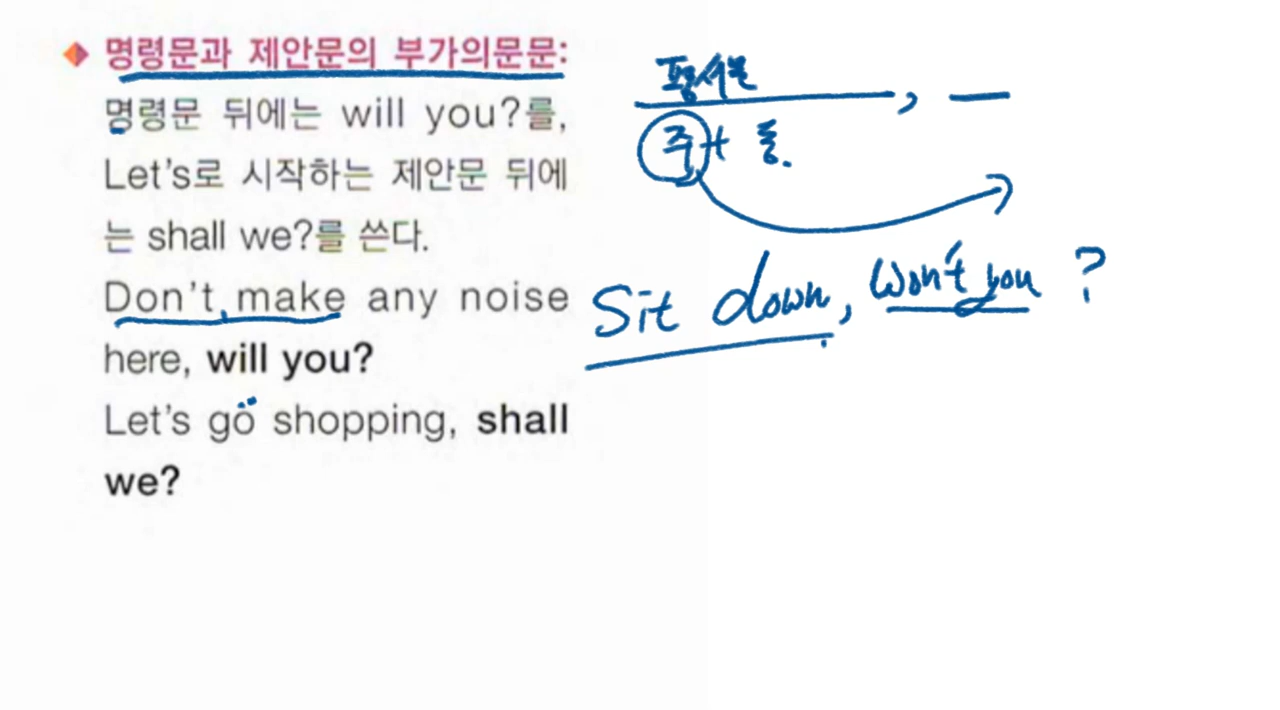 명령문과 제안문의 부가의문문:
명령문 뒤에는 will you?를,
Let's로 시작하는 제안문 뒤에
는 shall we?를 쓴다.
Don't make any noise
here, will you?
Let's go shopping, shall
we?
평서문 ,
주 + 동.
Sit down, Won't you ?